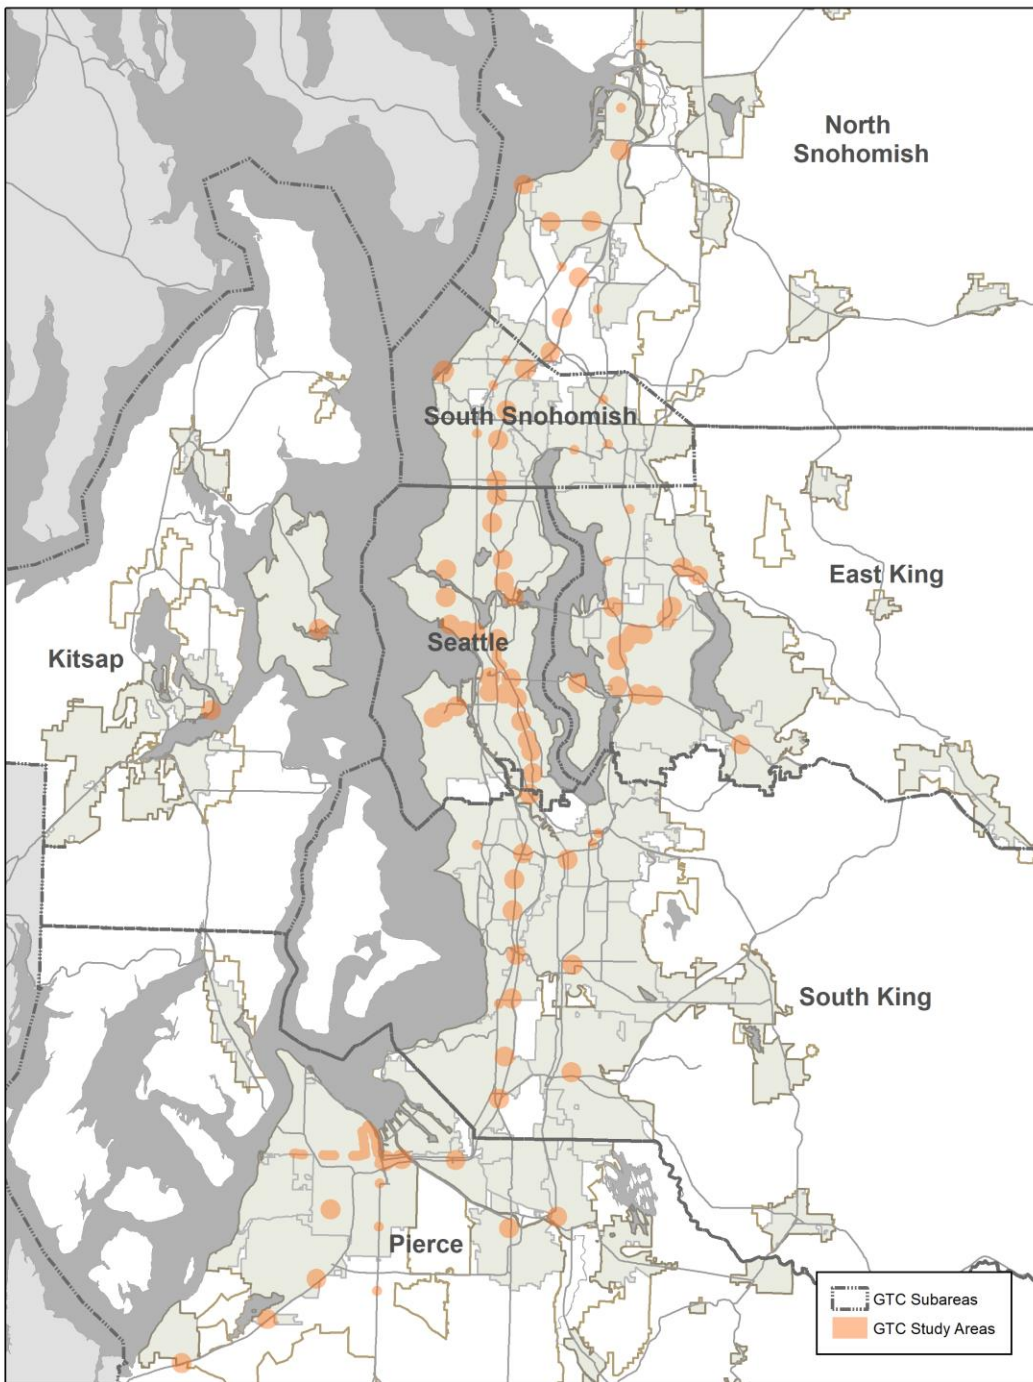 North
Snohomish
South Snohomish
East King
Seattle
Kitsap
South King
Pierce
GTC Subareas
GTC Study Areas